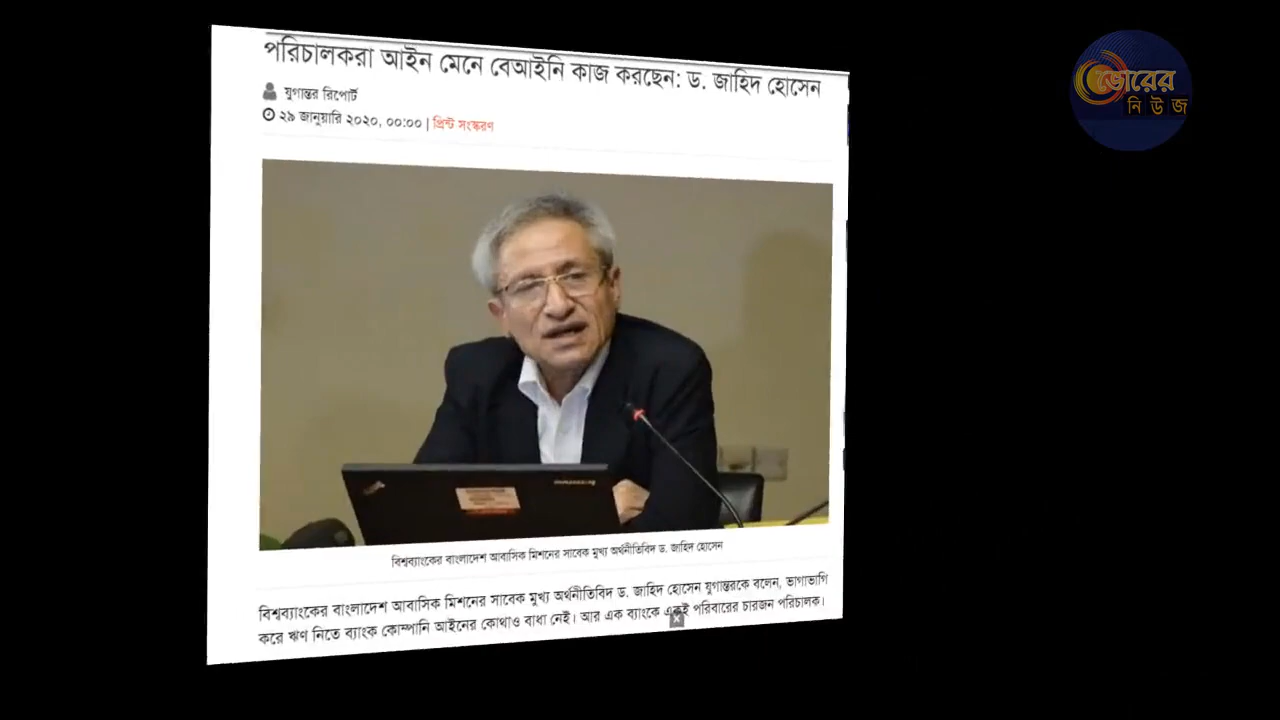 পরিচালকরা আইন মেনে বেআইনি কাজ করছেন: ড. জাহিদ হোসেন
যুগান্তর রিপোর্ট
২৯ জানুয়ারি ২০২০, ০০:০০ | প্রিন্ট সংস্করণ
ভোরের
নিউজ
বিশ্বব্যাংকের বাংলাদেশ আবাসিক মিশনের সাবেক মুখ্য অর্থনীতিবিদ ড. জাহিদ হোসেন
বিশ্বব্যাংকের বাংলাদেশ আবাসিক মিশনের সাবেক মুখ্য অর্থনীতিবিদ ড. জাহিদ হোসেন যুগান্তরকে বলেন, ভাগাভাগি
করে ঋণ নিতে ব্যাংক কোম্পানি আইনের কোথাও বাধা নেই। আর এক ব্যাংকে একই পরিবারের চারজন পরিচালক।